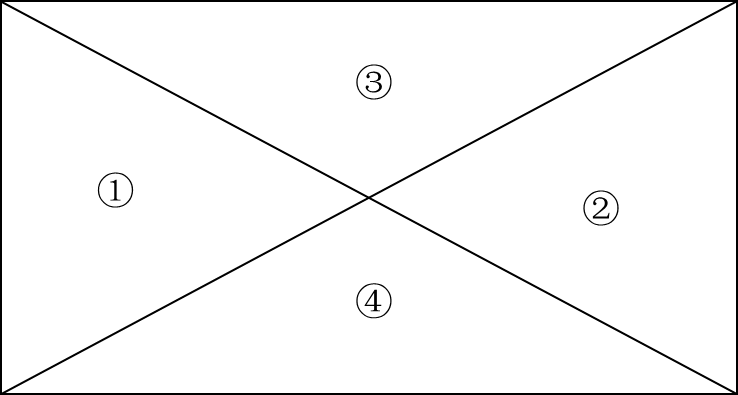 ③
①
②
④